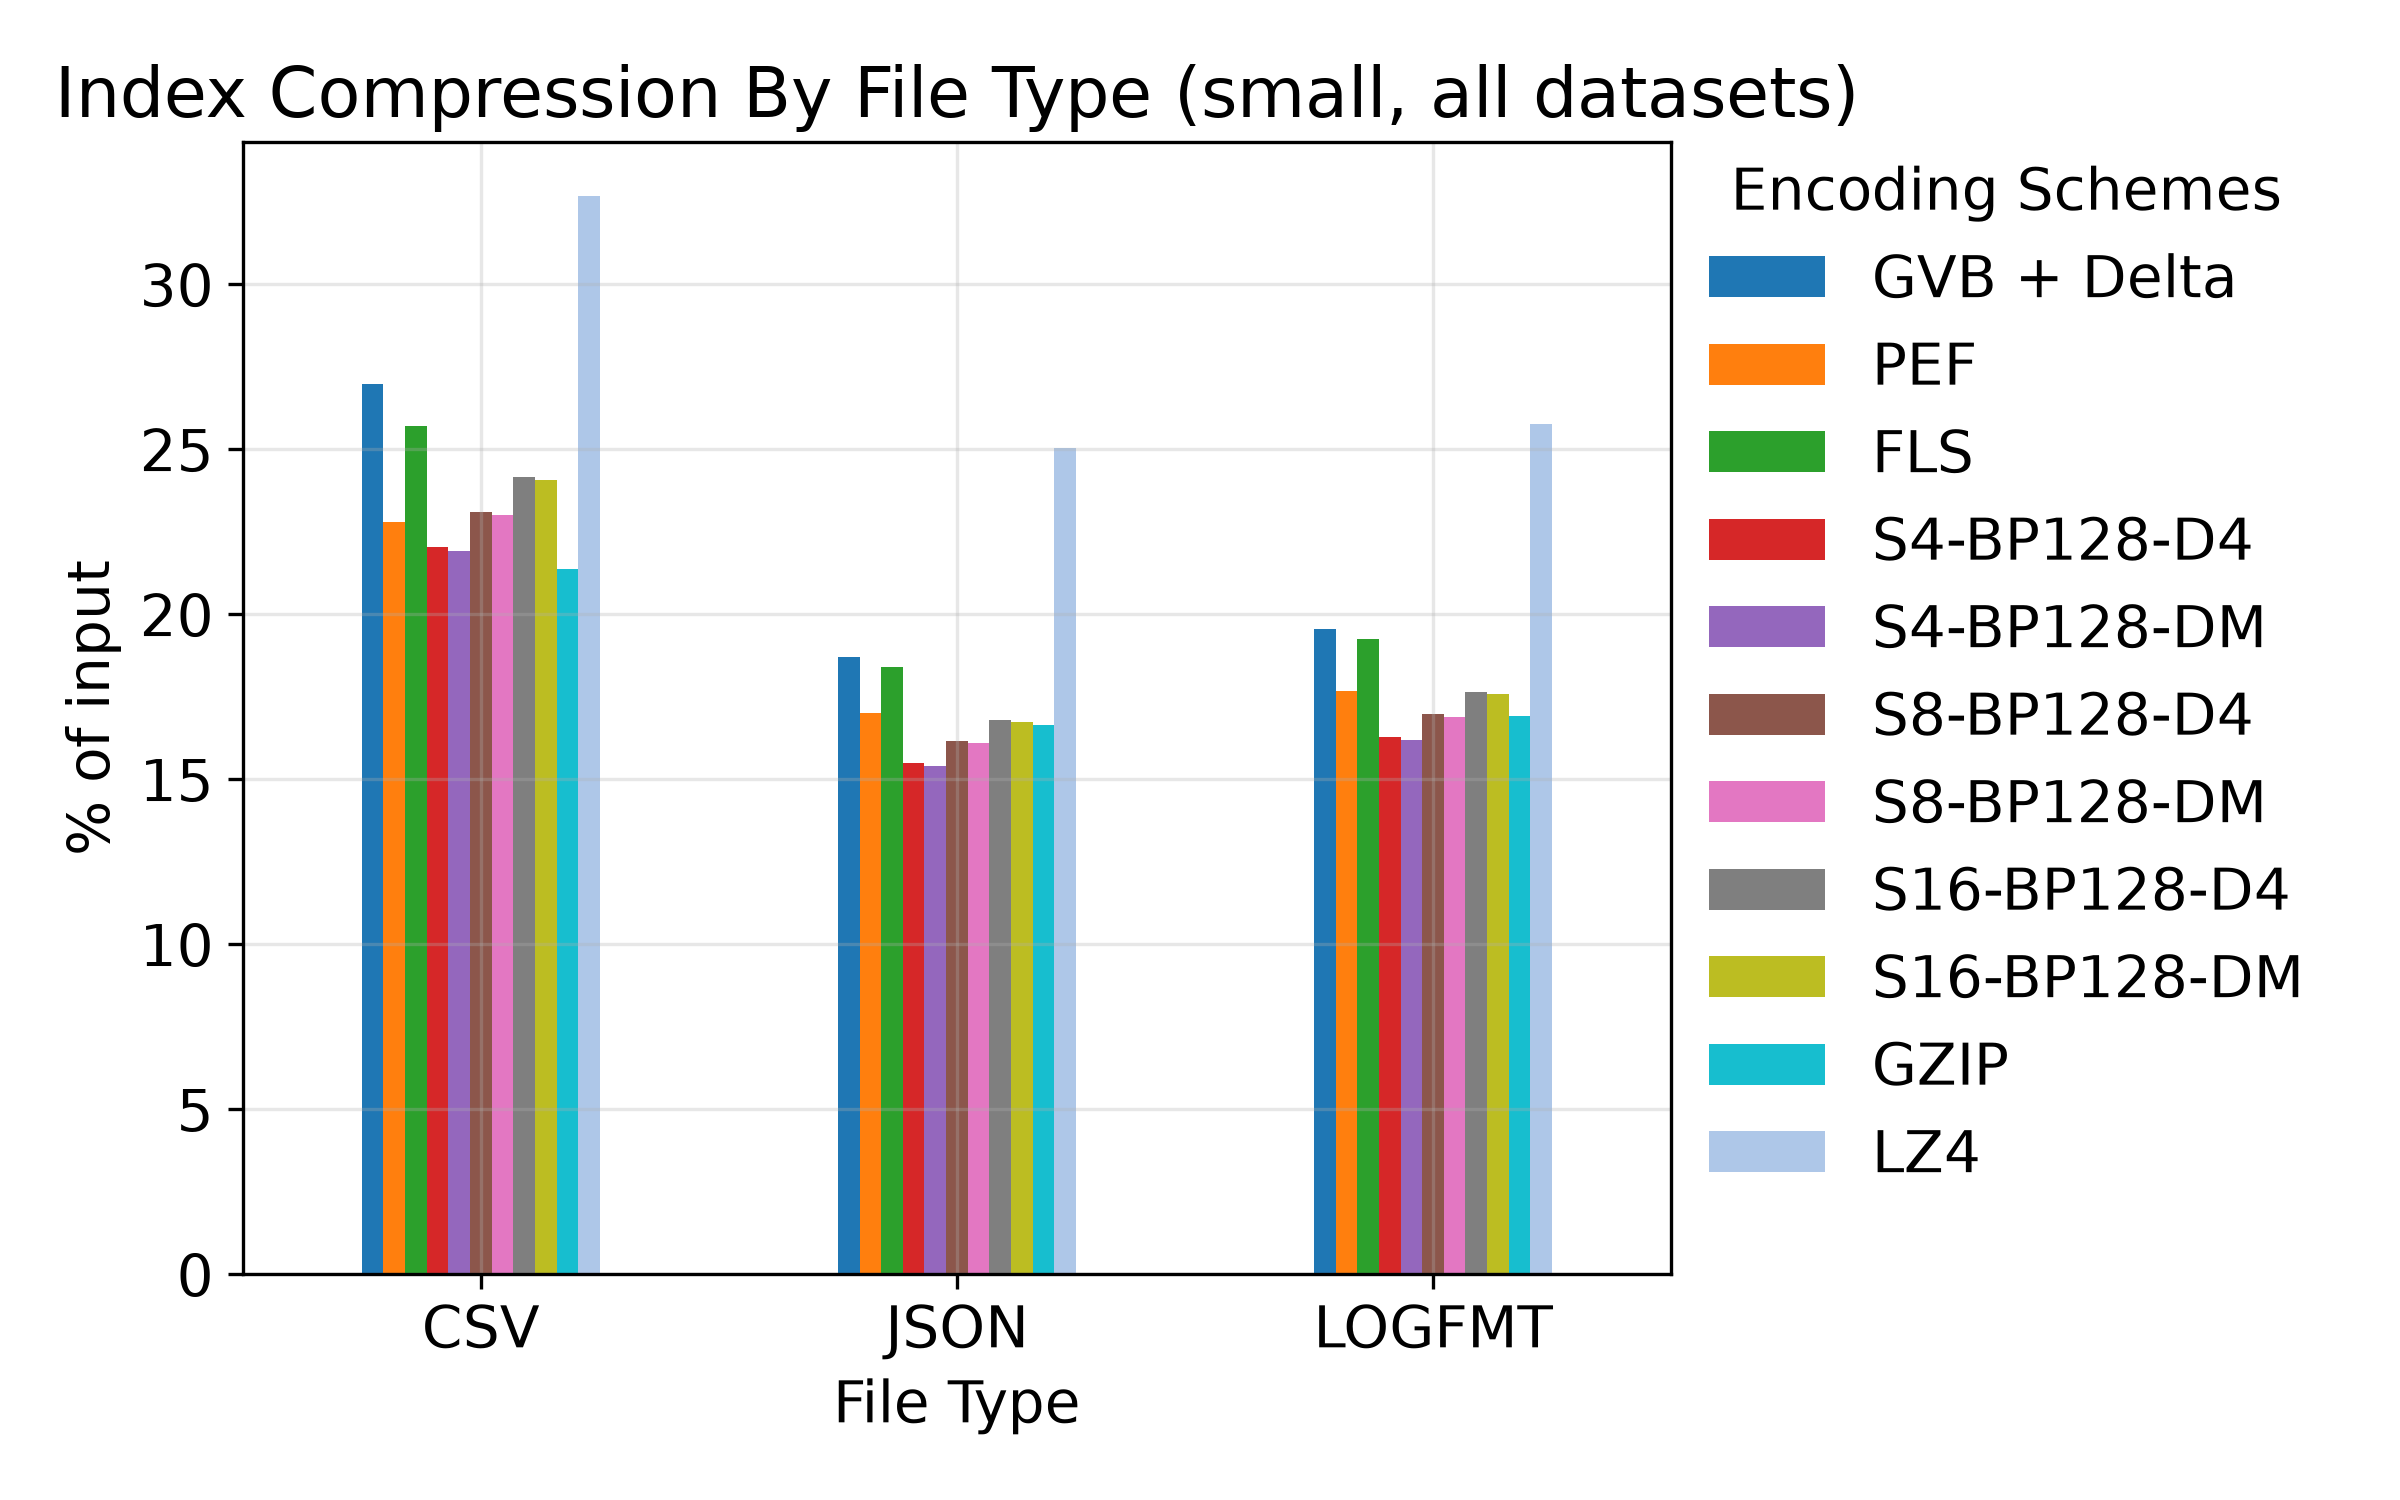 Index Compression By File Type (small, all datasets)
% of input
30
25
20
15
10
5
0
CSV
JSON
LOGFMT
File Type
Encoding Schemes
GVB + Delta
PEF
FLS
S4-BP128-D4
S4-BP128-DM
S8-BP128-D4
S8-BP128-DM
S16-BP128-D4
S16-BP128-DM
GZIP
LZ4